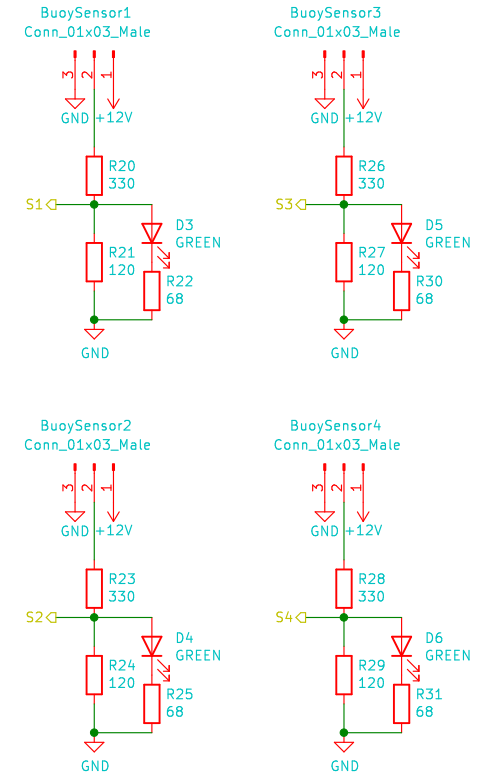 BuoySensor1
Conn_01x03_Male
3
2
1
GND
+12V
R20
330
S1
D3
GREEN
R21
120
R22
68
GND
BuoySensor3
Conn_01x03_Male
3
2
1
GND
+12V
R26
330
S3
D5
GREEN
R27
120
R30
68
GND
BuoySensor2
Conn_01x03_Male
3
2
1
GND
+12V
R23
330
S2
D4
GREEN
R24
120
R25
68
GND
BuoySensor4
Conn_01x03_Male
3
2
1
GND
+12V
R28
330
S4
D6
GREEN
R29
120
R31
68
GND